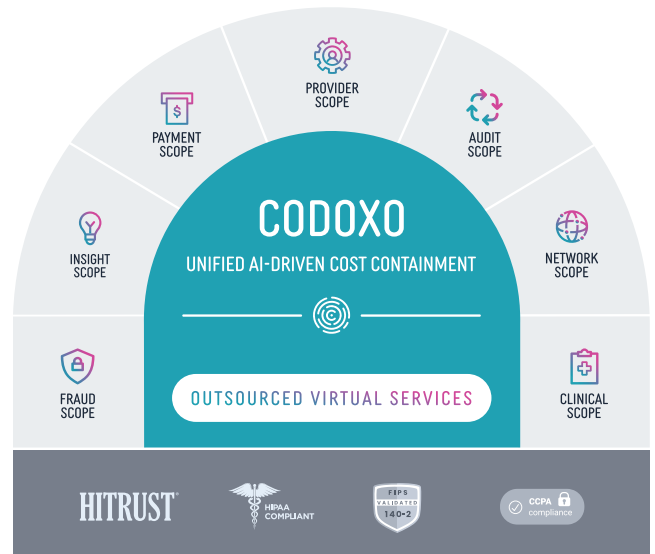 PROVIDER
SCOPE
PAYMENT
SCOPE
AUDIT
SCOPE
INSIGHT
SCOPE
NETWORK
SCOPE
FRAUD
SCOPE
CLINICAL
SCOPE
CODOXO
UNIFIED AI-DRIVEN COST CONTAINMENT
OUTSOURCED VIRTUAL SERVICES
HITRUST
HIPAA
COMPLIANT
FIPS
VALIDATED
140-2
CCPA
compliance